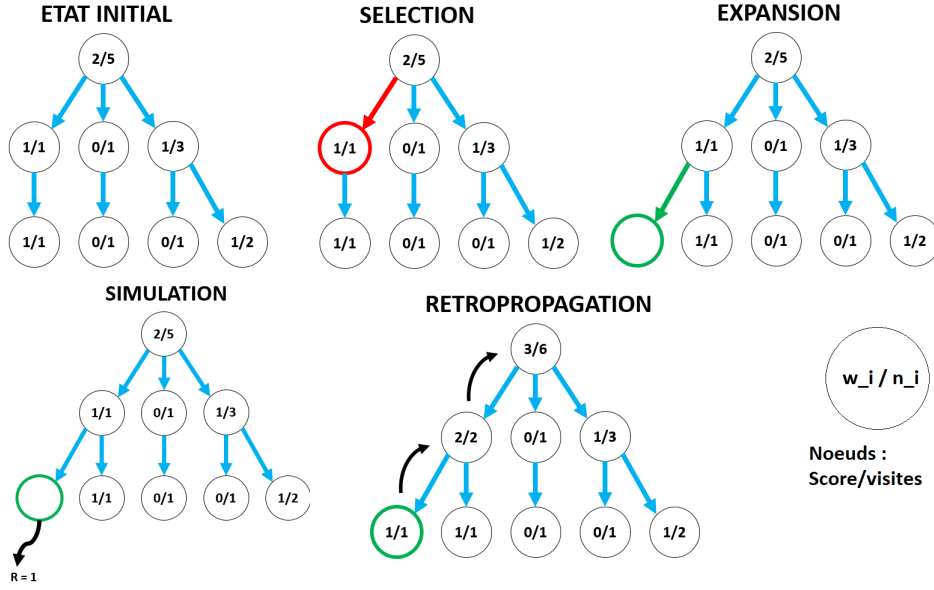 ETAT INITIAL
2/5
1/1 0/1 1/3
1/1 0/1 0/1 1/2
SELECTION
2/5
1/1 0/1 1/3
1/1 0/1 0/1 1/2
EXPANSION
2/5
1/1 0/1 1/3
1/1 0/1 0/1 1/2
SIMULATION
2/5
1/1 0/1 1/3
1/1 0/1 0/1 1/2
R = 1
RETROPROPAGATION
3/6
2/2 0/1 1/3
1/1 1/1 0/1 0/1 1/2
w_i / n_i
Noeuds :
Score/visites